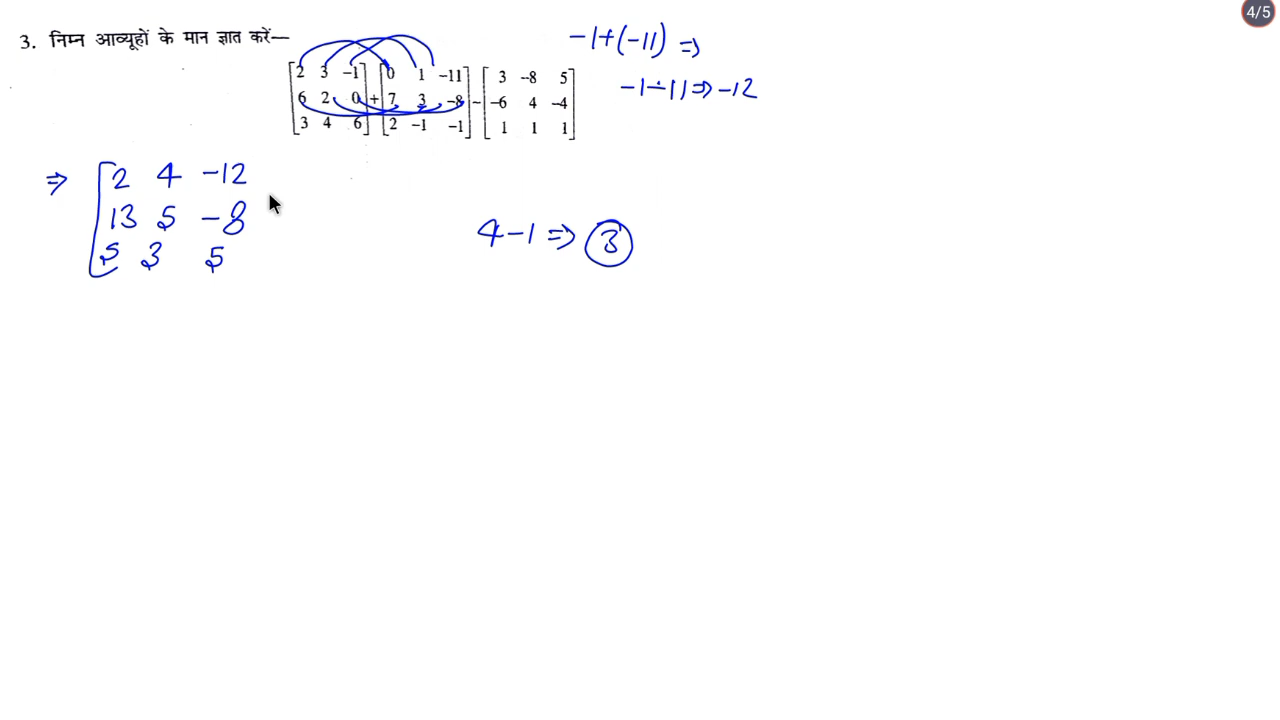 4/5
3. निम्न आव्यूहों के मान ज्ञात करें—
-1+(-11) ⇒
-1-11 ⇒ -12
2 3 -1 0 1 -11 3 -8 5
6 2 0 + 7 3 -8 - -6 4 -4
3 4 6 2 -1 -1 1 1 1
⇒ 2 4 -12
13 5 -8
5 3 5
4-1 ⇒ 3